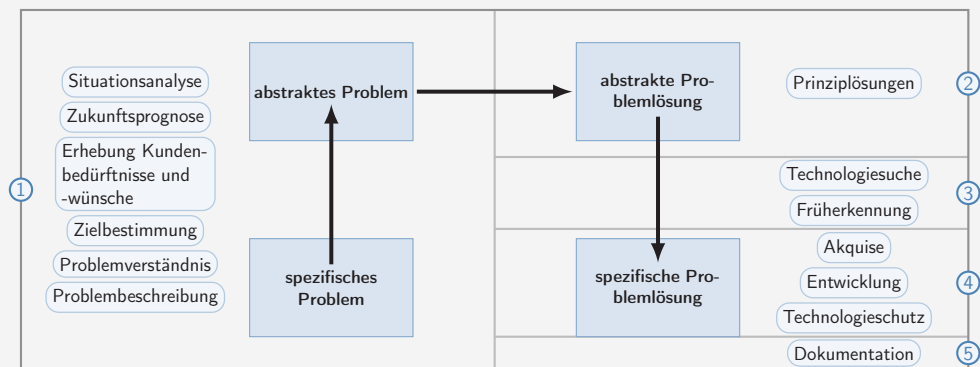 Situationsanalyse
Zukunftsprognose
Erhebung Kunden-
bedürfnisse und
-wünsche
Zielbestimmung
Problemverständnis
Problembeschreibung
1
abstraktes Problem
spezifisches
Problem
abstrakte Pro-
blemlösung
spezifische Pro-
blemlösung
Prinziplösungen
2
Technologiesuche
Früherkennung
3
Akquise
Entwicklung
Technologieschutz
4
Dokumentation
5